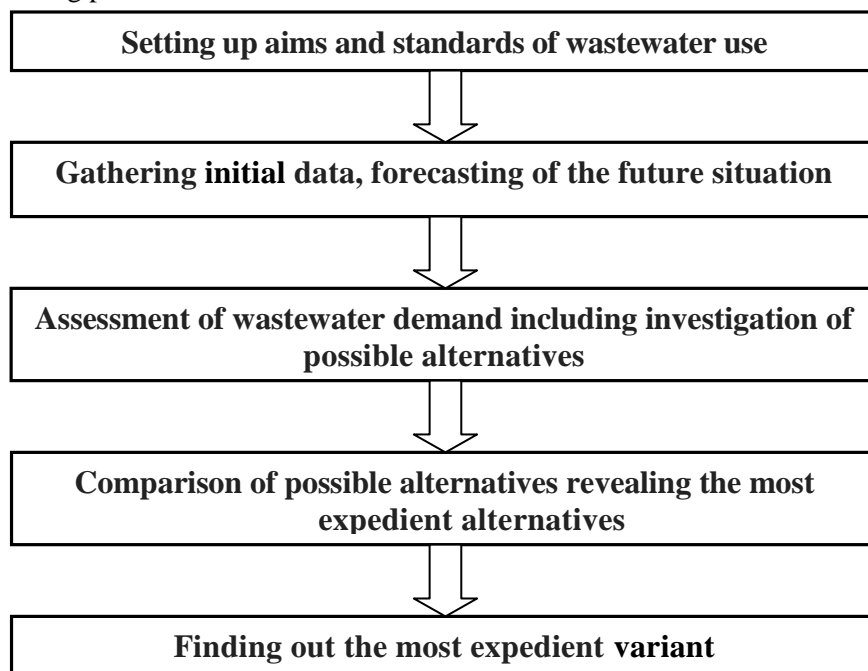 Setting up aims and standards of wastewater use
Gathering initial data, forecasting of the future situation
Assessment of wastewater demand including investigation of
possible alternatives
Comparison of possible alternatives revealing the most
expedient alternatives
Finding out the most expedient variant